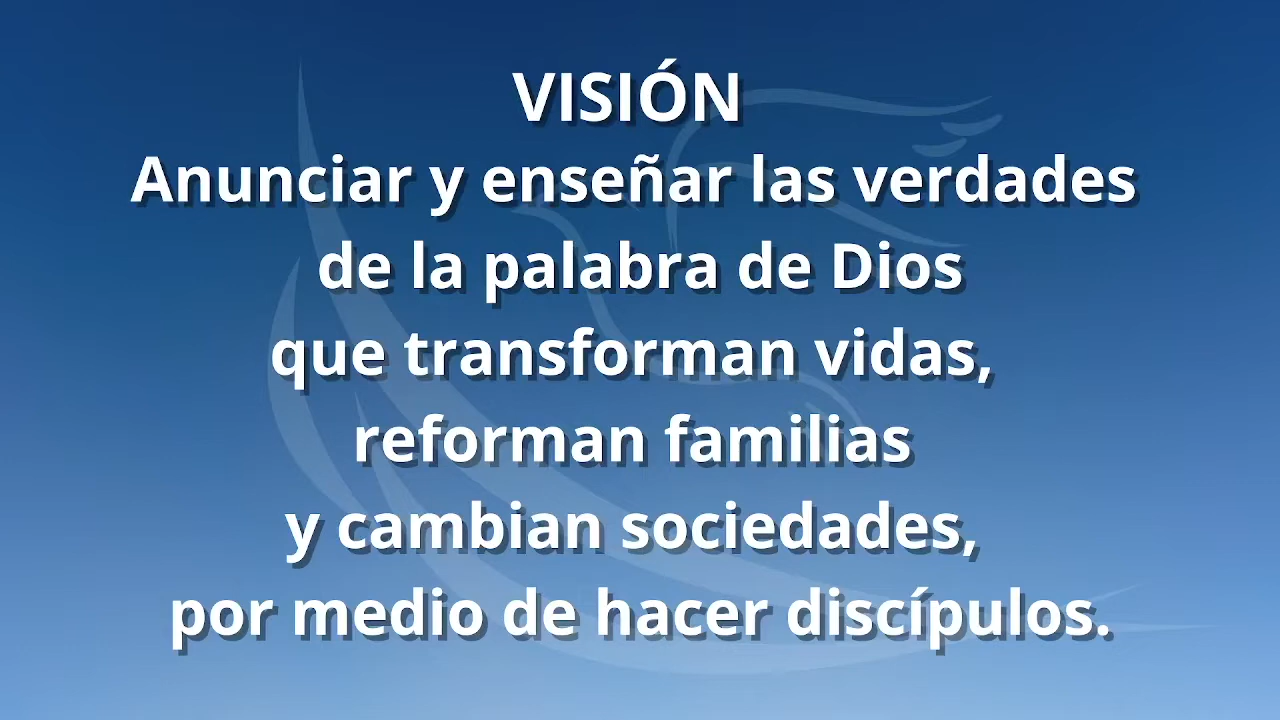 VISIÓN
Anunciar y enseñar las verdades
de la palabra de Dios
que transforman vidas,
reforman familias
y cambian sociedades,
por medio de hacer discípulos.